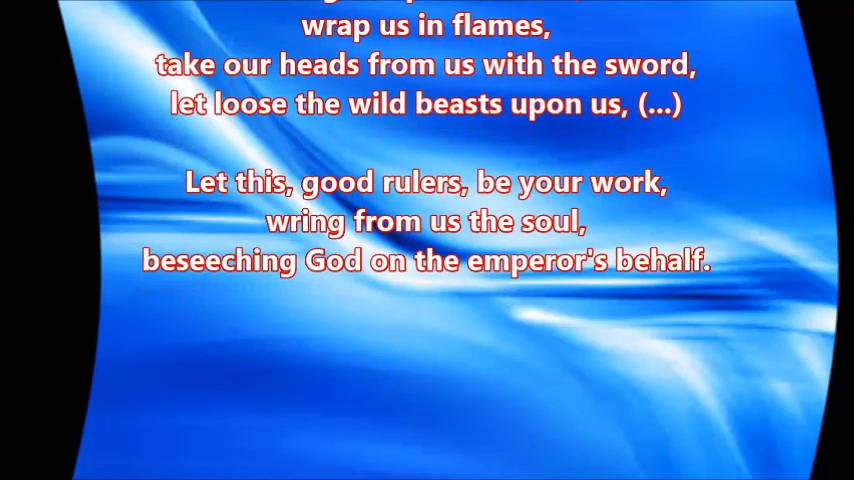 wrap us in flames,
take our heads from us with the sword,
let loose the wild beasts upon us, (...)
Let this, good rulers, be your work,
wring from us the soul,
beseeching God on the emperor's behalf.